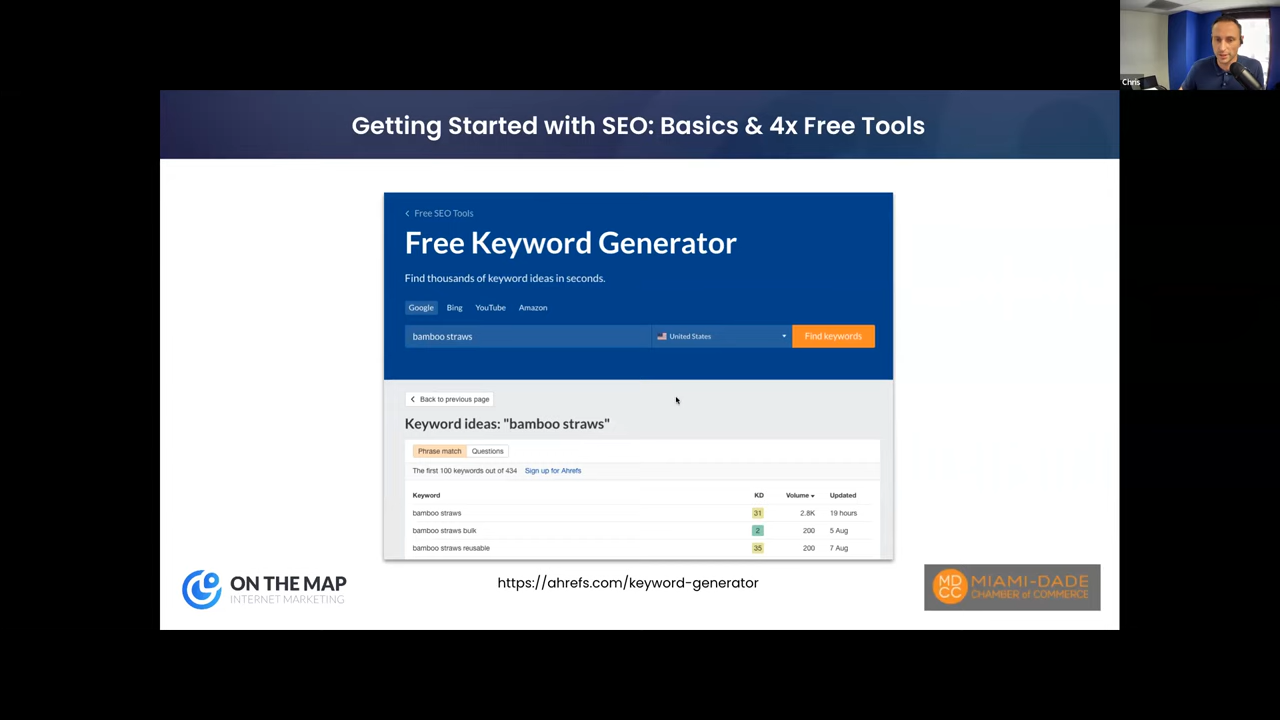 Chris
Getting Started with SEO: Basics & 4x Free Tools
Free SEO Tools
Free Keyword Generator
Find thousands of keyword ideas in seconds.
Google Bing YouTube Amazon
bamboo straws United States Find keywords
Back to previous page
Keyword ideas: "bamboo straws"
Phrase match Questions
The first 100 keywords out of 434 Sign up for Ahrefs
Keyword KD Volume Updated
bamboo straws 31 2.8K 19 hours
bamboo straws bulk 2 200 5 Aug
bamboo straws reusable 35 200 7 Aug
ON THE MAP
INTERNET MARKETING
https://ahrefs.com/keyword-generator
MD
CC
MIAMI-DADE
CHAMBER of COMMERCE